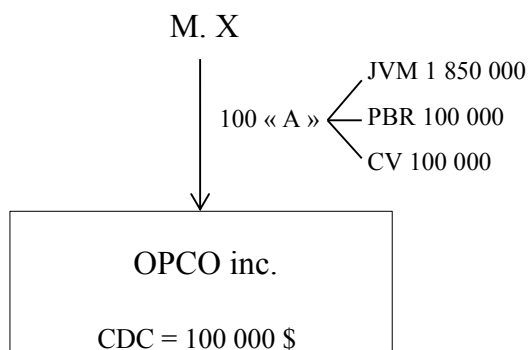 M. X
JVM 1 850 000
100 « A »
PBR 100 000
CV 100 000
OPCO inc.
CDC = 100 000 $